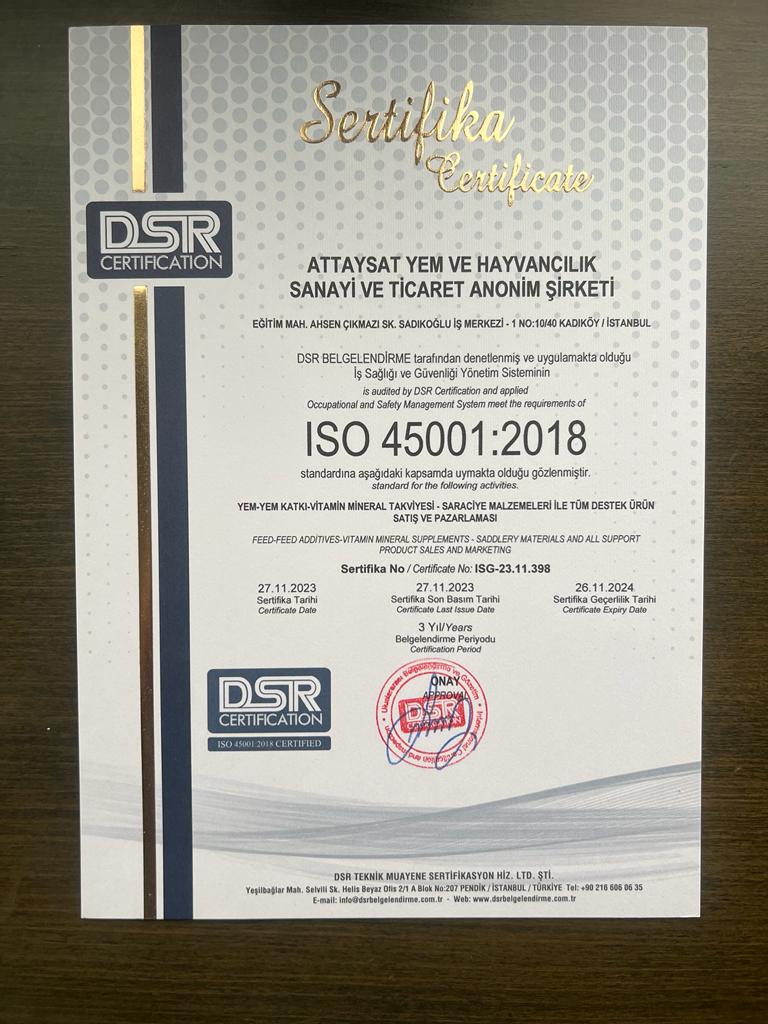 Sertifika
Certificate
DSR
CERTIFICATION
ATTAYSAT YEM VE HAYVANCILIK
SANAYİ VE TİCARET ANONİM ŞİRKETİ
EĞİTİM MAH. AHSEN ÇIKMAZI SK. SADIKOĞLU İŞ MERKEZİ - 1 NO:10/40 KADIKÖY / İSTANBUL
DSR BELGELENDİRME tarafından denetlenmiş ve uygulamakta olduğu
İş Sağlığı ve Güvenliği Yönetim Sisteminin
is audited by DSR Certification and applied
Occupational and Safety Management System meet the requirements of
ISO 45001:2018
standardına aşağıdaki kapsamda uymakta olduğu gözlenmiştir.
standard for the following activities.
YEM-YEM KATKI-VİTAMİN MİNERAL TAKVİYESİ - SARACİYE MALZEMELERİ İLE TÜM DESTEK ÜRÜN
SATIŞ VE PAZARLAMASI
FEED-FEED ADDITIVES-VITAMIN MINERAL SUPPLEMENTS - SADDLERY MATERIALS AND ALL SUPPORT
PRODUCT SALES AND MARKETING
Sertifika No / Certificate No: ISG-23.11.398
27.11.2023 27.11.2023 26.11.2024
Sertifika Tarihi Sertifika Son Basım Tarihi Sertifika Geçerlilik Tarihi
Certificate Date Certificate Last Issue Date Certificate Expiry Date
3 Yıl/Years
Belgelendirme Periyodu
Certification Period
DSR
CERTIFICATION
ISO 45001:2018 CERTIFIED
Uluslararası Belgelendirme ve Gözetim
ONAY
APPROVAL
DSR
CERTIFICATION
International Certification and Inspection
DSR TEKNİK MUAYENE SERTİFİKASYON HİZ. LTD. ŞTİ.
Yeşilbağlar Mah. Selvili Sk. Helis Beyaz Ofis 2/1 A Blok No:207 PENDİK / İSTANBUL / TÜRKİYE Tel: +90 216 606 06 35
E-mail: info@dsrbelgelendirme.com.tr - Web: www.dsrbelgelendirme.com.tr